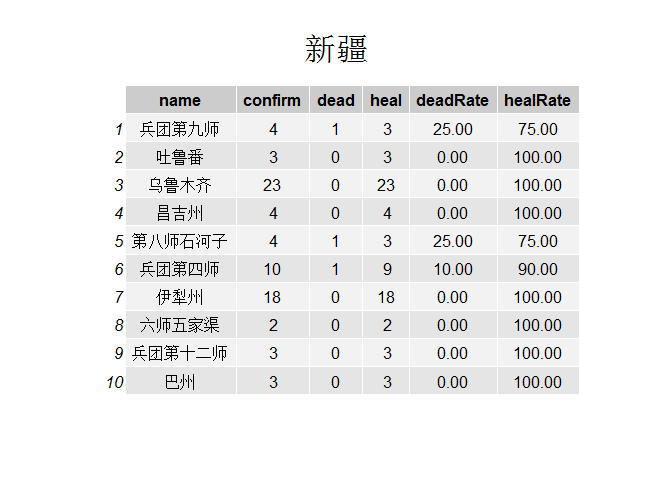 新疆
name confirm dead heal deadRate healRate
1 兵团第九师 4 1 3 25.00 75.00
2 吐鲁番 3 0 3 0.00 100.00
3 乌鲁木齐 23 0 23 0.00 100.00
4 昌吉州 4 0 4 0.00 100.00
5 第八师石河子 4 1 3 25.00 75.00
6 兵团第四师 10 1 9 10.00 90.00
7 伊犁州 18 0 18 0.00 100.00
8 六师五家渠 2 0 2 0.00 100.00
9 兵团第十二师 3 0 3 0.00 100.00
10 巴州 3 0 3 0.00 100.00